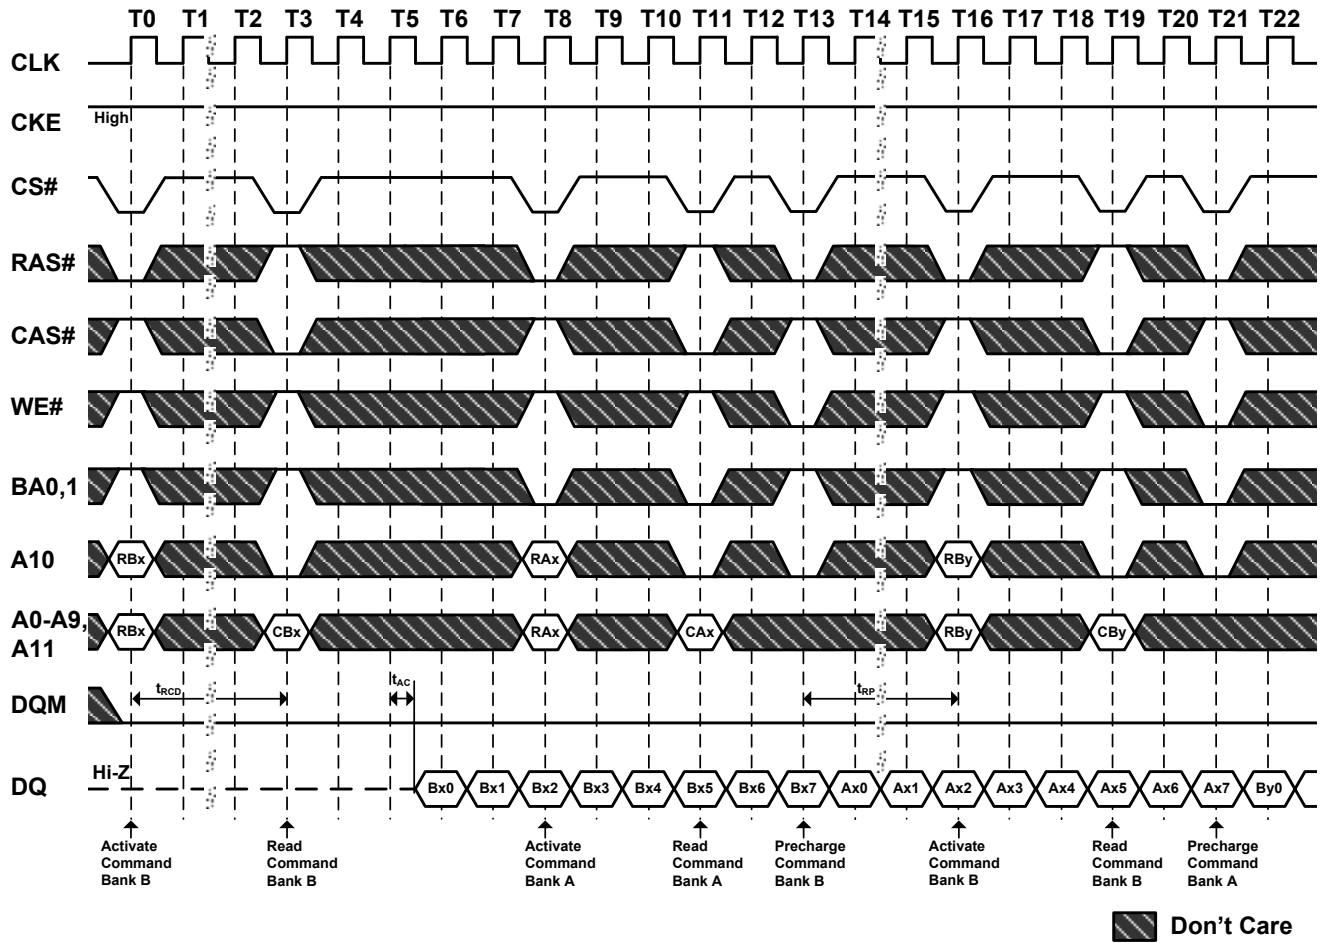 T0 T1 T2 T3 T4 T5 T6 T7 T8 T9 T10 T11 T12 T13 T14 T15 T16 T17 T18 T19 T20 T21 T22
CLK
CKE High
CS#
RAS#
CAS#
WE#
BA0,1
A10 RBx RAx RBy
A0-A9,
A11 RBx CBx RAx CAx RBy CBy
tRCD tAC tRP
DQM
Hi-Z
DQ Bx0 Bx1 Bx2 Bx3 Bx4 Bx5 Bx6 Bx7 Ax0 Ax1 Ax2 Ax3 Ax4 Ax5 Ax6 Ax7 By0
Activate
Command
Bank B
Read
Command
Bank B
Activate
Command
Bank A
Read
Command
Bank A
Precharge
Command
Bank B
Activate
Command
Bank B
Read
Command
Bank B
Precharge
Command
Bank A
Don't Care